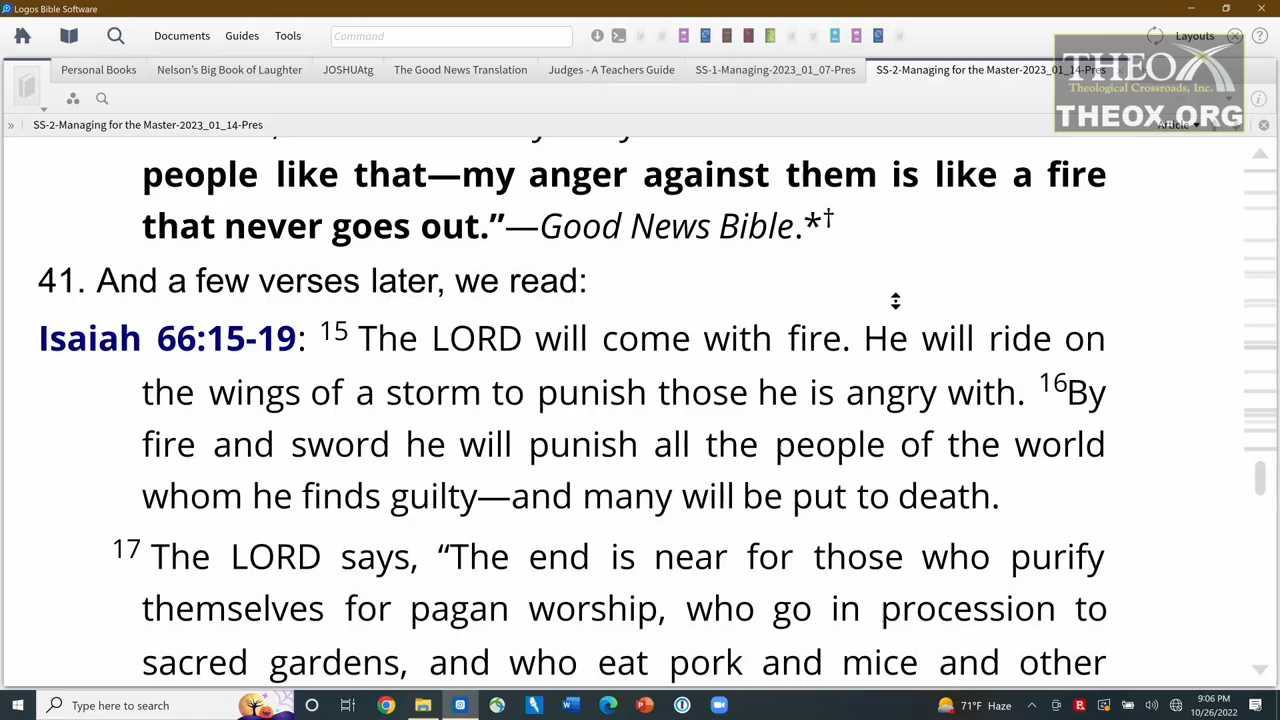 Logos Bible Software
Documents Guides Tools Command Layouts
Personal Books Nelson's Big Book of Laughter JOSHUA Good News Translation Judges - A Teachers Guide SS-1-Managing-2023_01_07-Pres SS-2-Managing for the Master-2023_01_14-Pres
THEOX
Theological Crossroads, Inc.
THEOX.ORG
SS-2-Managing for the Master-2023_01_14-Pres Article
people like that—my anger against them is like a fire
that never goes out.”—Good News Bible.*†
41. And a few verses later, we read:
Isaiah 66:15-19: 15 The LORD will come with fire. He will ride on
the wings of a storm to punish those he is angry with. 16By
fire and sword he will punish all the people of the world
whom he finds guilty—and many will be put to death.
17 The LORD says, “The end is near for those who purify
themselves for pagan worship, who go in procession to
sacred gardens, and who eat pork and mice and other
Type here to search
71°F Haze
9:06 PM
10/26/2022